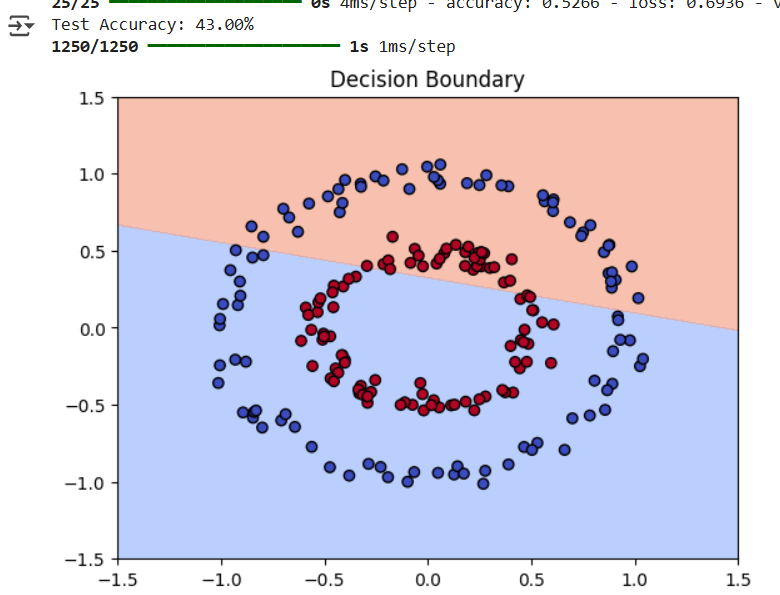 25/25 ━━━━━━━━━━━━━━━━━━━━ 0s 4ms/step - accuracy: 0.5266 - loss: 0.6936 - v
Test Accuracy: 43.00%
1250/1250 ━━━━━━━━━━━━━━━━━━━━ 1s 1ms/step
Decision Boundary
1.5
1.0
0.5
0.0
−0.5
−1.0
−1.5
−1.5 −1.0 −0.5 0.0 0.5 1.0 1.5